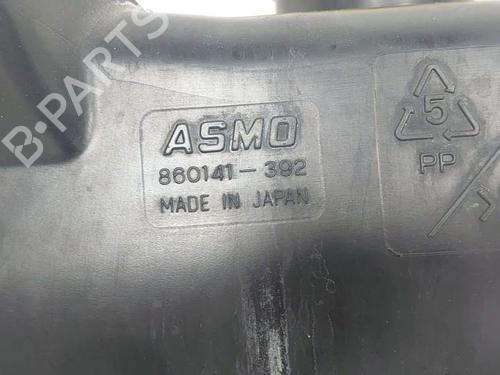 B-PARTS
ASMO
860141-392
MADE IN JAPAN
5
PP